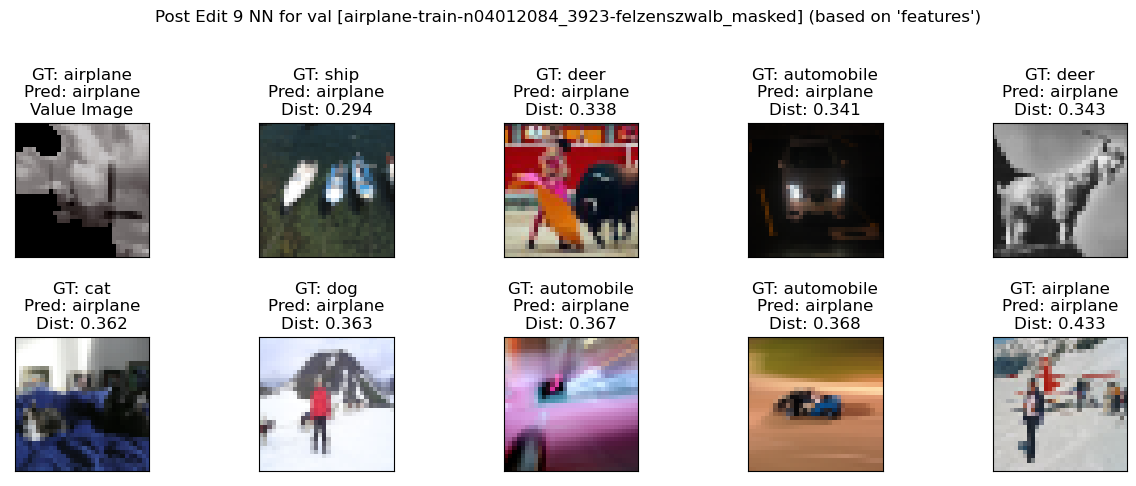 Post Edit 9 NN for val [airplane-train-n04012084_3923-felzenszwalb_masked] (based on 'features')
GT: airplane
Pred: airplane
Value Image
GT: ship
Pred: airplane
Dist: 0.294
GT: deer
Pred: airplane
Dist: 0.338
GT: automobile
Pred: airplane
Dist: 0.341
GT: deer
Pred: airplane
Dist: 0.343
GT: cat
Pred: airplane
Dist: 0.362
GT: dog
Pred: airplane
Dist: 0.363
GT: automobile
Pred: airplane
Dist: 0.367
GT: automobile
Pred: airplane
Dist: 0.368
GT: airplane
Pred: airplane
Dist: 0.433